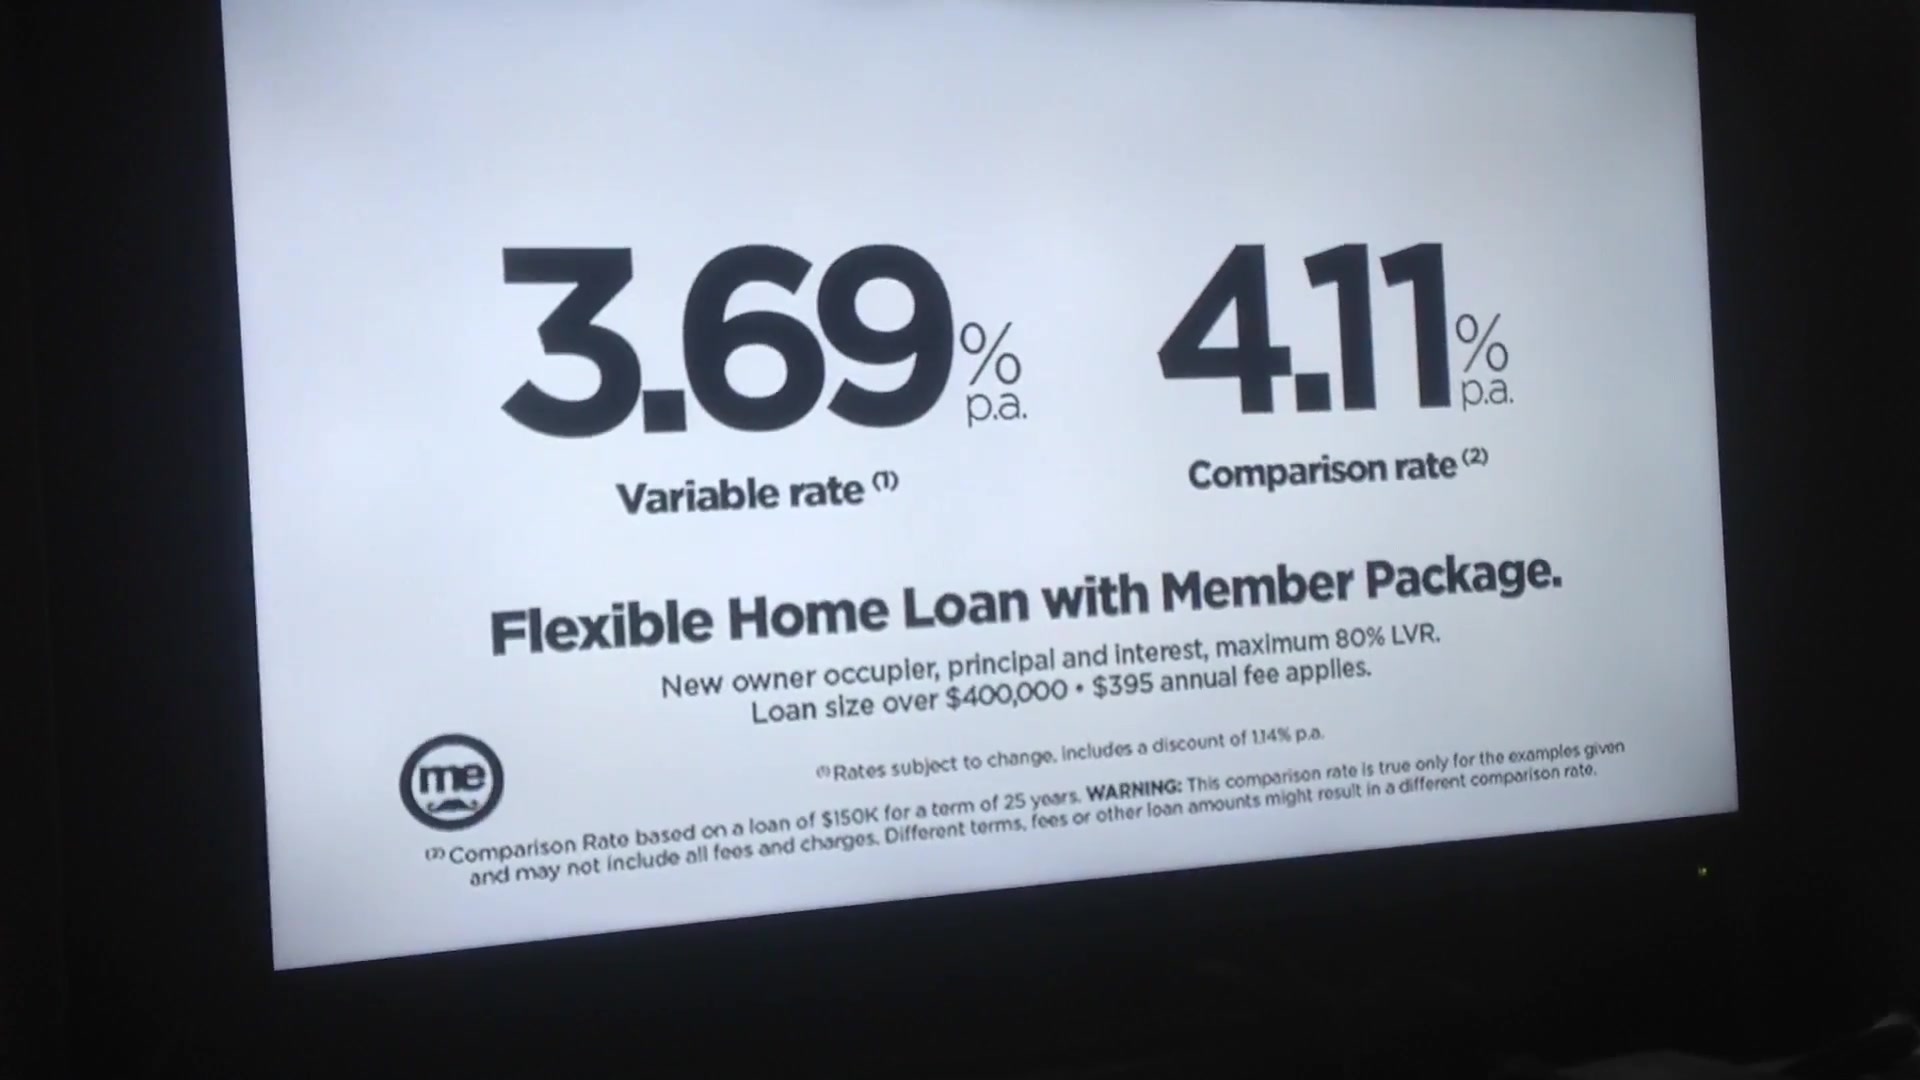 3.69% p.a.
Variable rate (1)
4.11% p.a.
Comparison rate (2)
Flexible Home Loan with Member Package.
New owner occupier, principal and interest, maximum 80% LVR.
Loan size over $400,000 • $395 annual fee applies.
me
(1) Rates subject to change. Includes a discount of 1.14% p.a.
(2) Comparison Rate based on a loan of $150K for a term of 25 years. WARNING: This comparison rate is true only for the examples given
and may not include all fees and charges. Different terms, fees or other loan amounts might result in a different comparison rate.